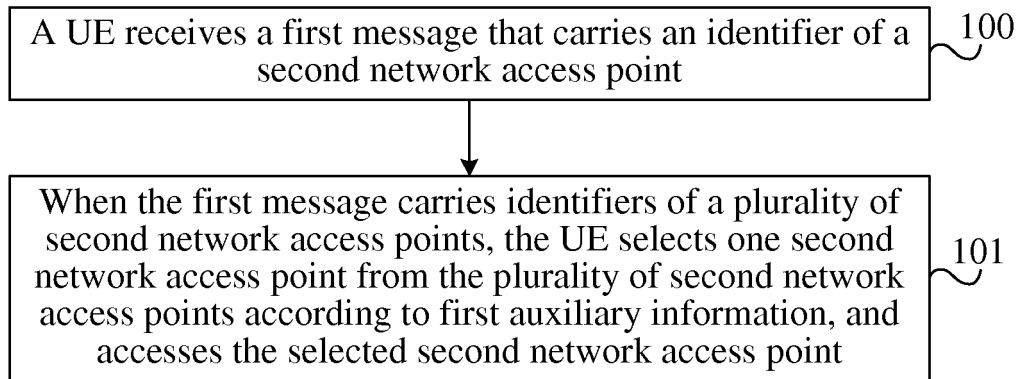 A UE receives a first message that carries an identifier of a
second network access point
100
When the first message carries identifiers of a plurality of
second network access points, the UE selects one second
network access point from the plurality of second network
access points according to first auxiliary information, and
accesses the selected second network access point
101